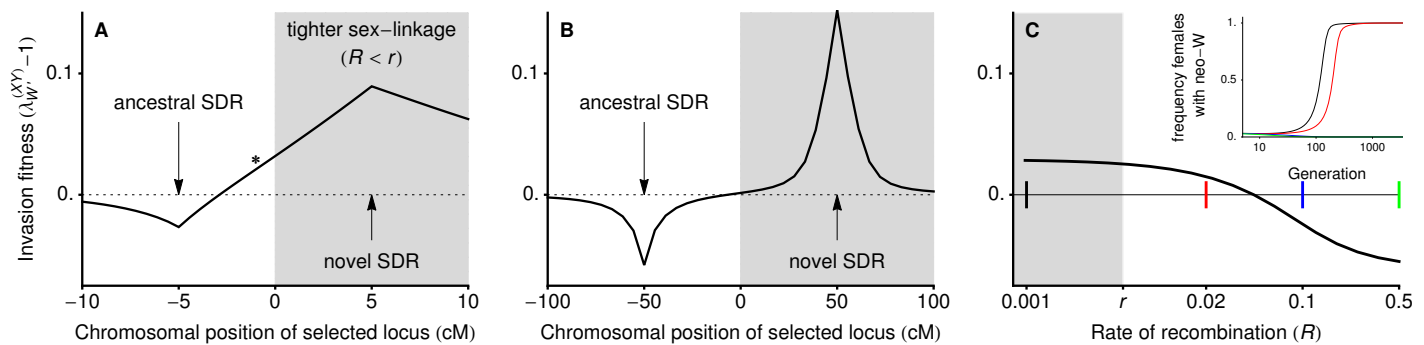 Invasion fitness (λ_W'^(XY) −1)
A
tighter sex−linkage
(R < r)
0.1
ancestral SDR
*
0.
novel SDR
−10 −5 0 5 10
Chromosomal position of selected locus (cM)
B
0.1
ancestral SDR
0.
novel SDR
−100 −50 0 50 100
Chromosomal position of selected locus (cM)
C
0.1
0.
0.001 r 0.02 0.1 0.5
Rate of recombination (R)
frequency females
with neo−W
1.
0.5
0.
10 100 1000
Generation